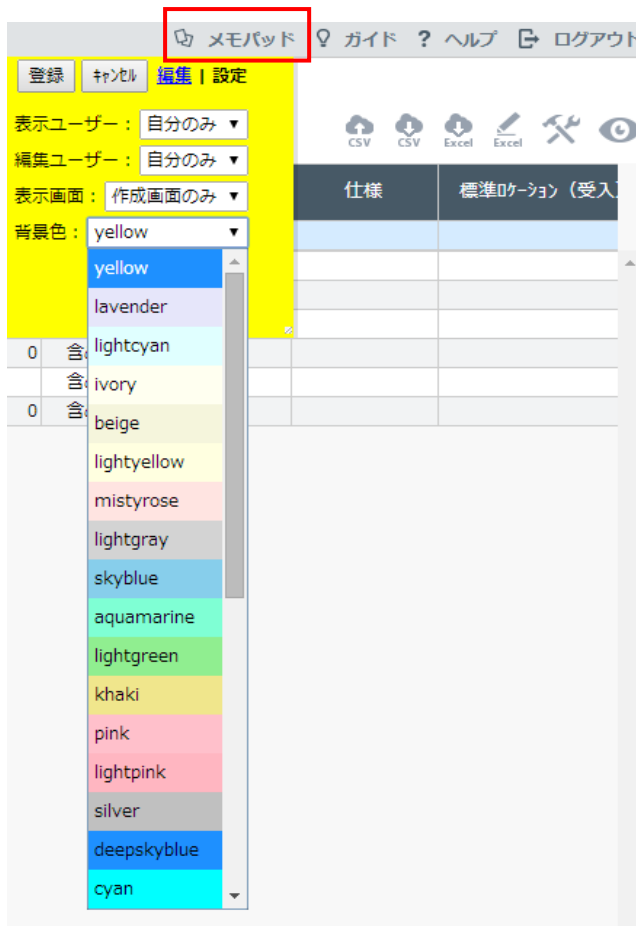 メモパッド ガイド ? ヘルプ ログアウト
登録 ｷｬﾝｾﾙ 編集 | 設定
表示ユーザー： 自分のみ ▼
編集ユーザー： 自分のみ ▼
表示画面： 作成画面のみ ▼
背景色： yellow ▼
CSV CSV Excel Excel
仕様 標準ﾛｹｰｼｮﾝ（受入
yellow
lavender
lightcyan
0 含
ivory
含
beige
0 含
lightyellow
mistyrose
lightgray
skyblue
aquamarine
lightgreen
khaki
pink
lightpink
silver
deepskyblue
cyan